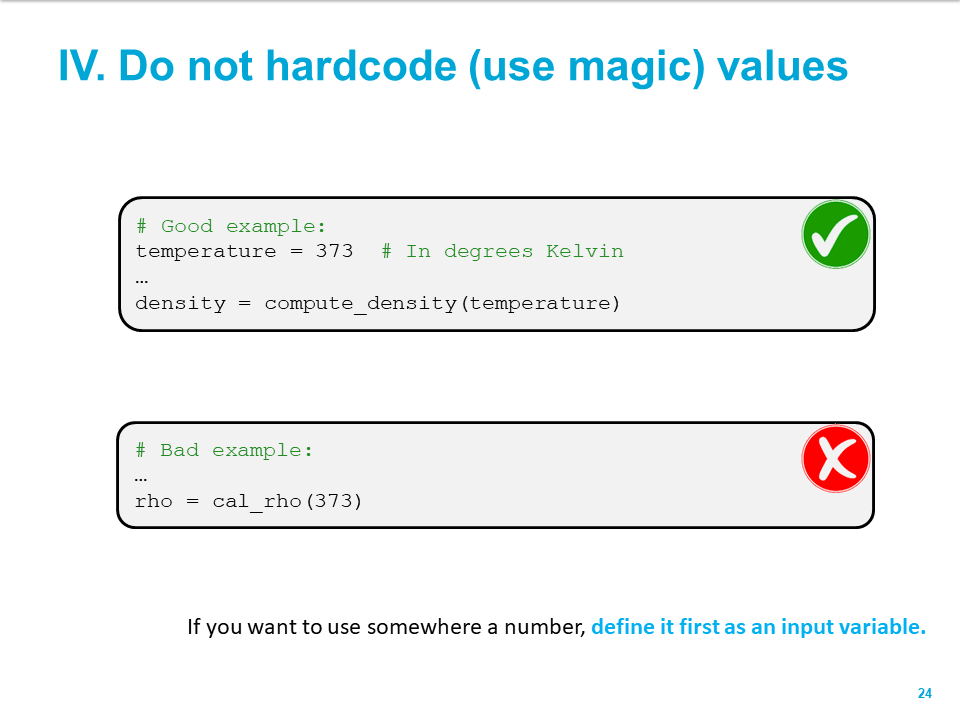 IV. Do not hardcode (use magic) values
# Good example:
temperature = 373  # In degrees Kelvin
…
density = compute_density(temperature)
# Bad example:
…
rho = cal_rho(373)
If you want to use somewhere a number, define it first as an input variable.
24